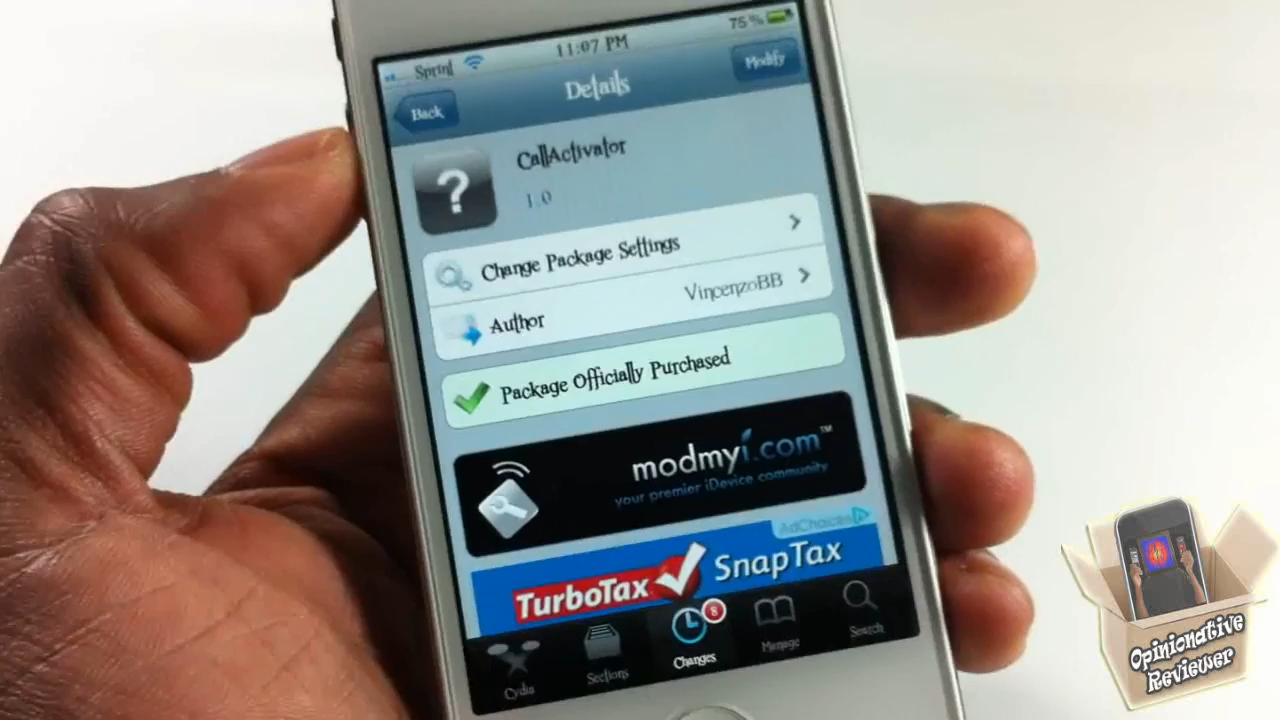 Sprint 11:07 PM 75%
Back Details Modify
CallActivator
1.0
Change Package Settings
Author VincenzoBB
Package Officially Purchased
modmyi.com™
your premier iDevice community
AdChoices
TurboTax SnapTax
8
Cydia Sections Changes Manage Search
Opinionative
Reviewer